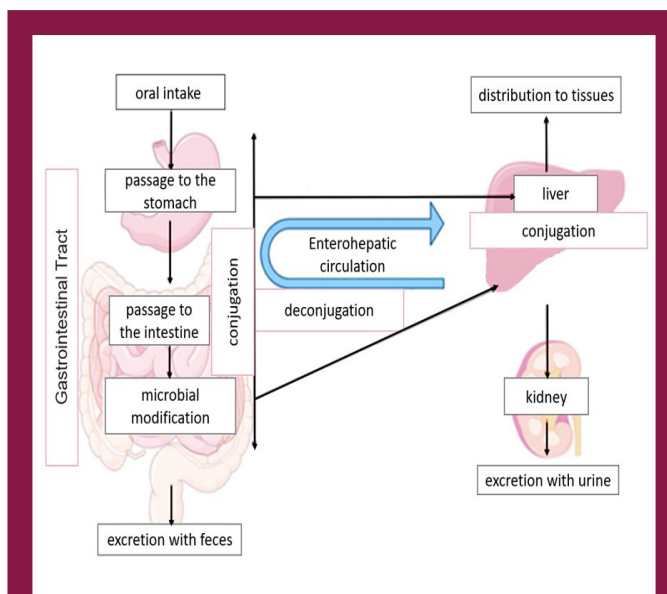 oral intake
passage to the
stomach
passage to
the intestine
microbial
modification
excretion with feces
Gastrointestinal Tract
conjugation
Enterohepatic
circulation
deconjugation
distribution to tissues
liver
conjugation
kidney
excretion with urine